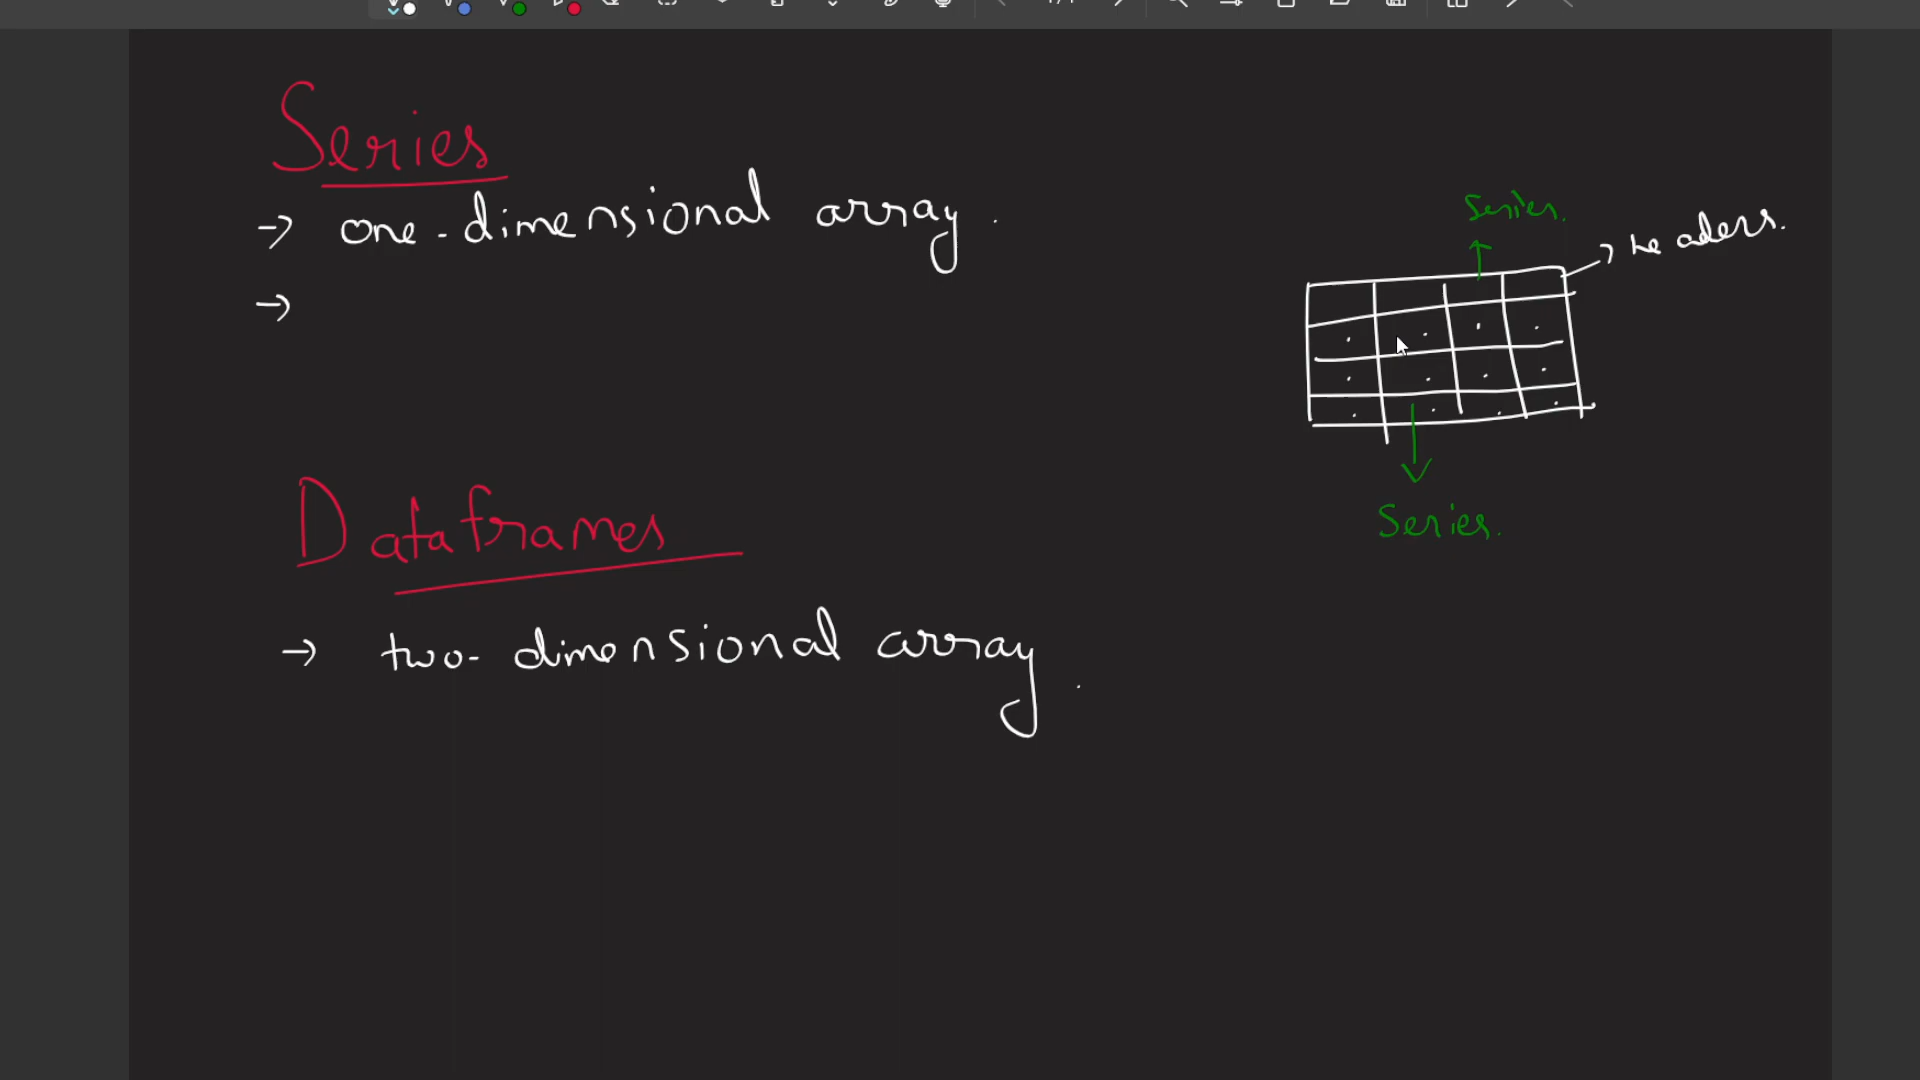 Series
→ one-dimensional array.
→
Series.
→ headers.
Series.
Dataframes
→ two-dimensional array.